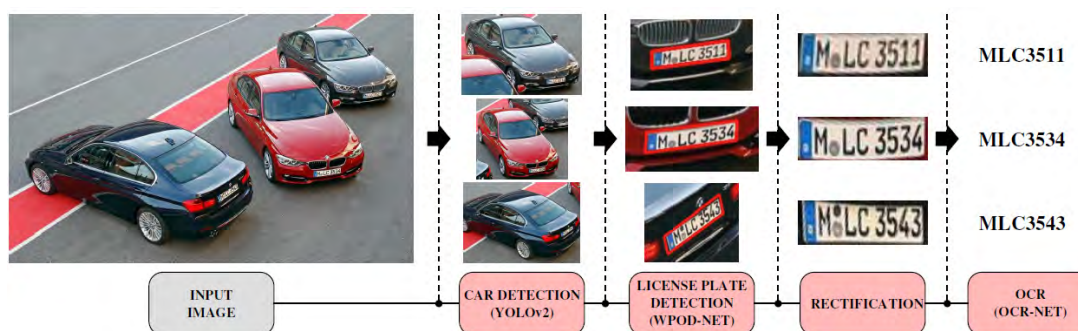 M LC 3511
M LC 3511
MLC3511
M LC 3534
M LC 3534
MLC3534
M LC 3543
M LC 3543
MLC3543
INPUT
IMAGE
CAR DETECTION
(YOLOv2)
LICENSE PLATE
DETECTION
(WPOD-NET)
RECTIFICATION
OCR
(OCR-NET)